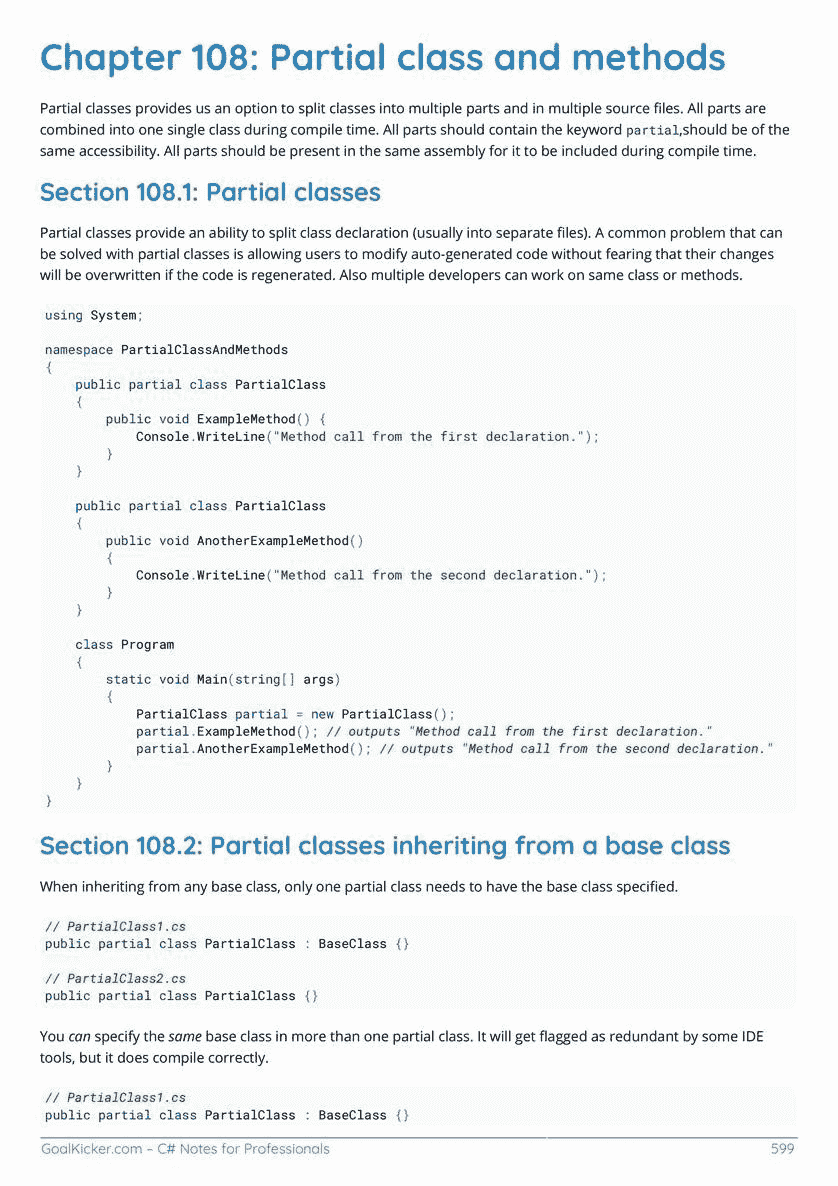 Chapter 108: Partial class and methods
Partial classes provides us an option to split classes into multiple parts and in multiple source files. All parts are
combined into one single class during compile time. All parts should contain the keyword partial,should be of the
same accessibility. All parts should be present in the same assembly for it to be included during compile time.
Section 108.1: Partial classes
Partial classes provide an ability to split class declaration (usually into separate files). A common problem that can
be solved with partial classes is allowing users to modify auto-generated code without fearing that their changes
will be overwritten if the code is regenerated. Also multiple developers can work on same class or methods.
using System;
namespace PartialClassAndMethods
{
    public partial class PartialClass
    {
        public void ExampleMethod() {
            Console.WriteLine("Method call from the first declaration.");
        }
    }
    public partial class PartialClass
    {
        public void AnotherExampleMethod()
        {
            Console.WriteLine("Method call from the second declaration.");
        }
    }
    class Program
    {
        static void Main(string[] args)
        {
            PartialClass partial = new PartialClass();
            partial.ExampleMethod(); // outputs "Method call from the first declaration."
            partial.AnotherExampleMethod(); // outputs "Method call from the second declaration."
        }
    }
}
Section 108.2: Partial classes inheriting from a base class
When inheriting from any base class, only one partial class needs to have the base class specified.
// PartialClass1.cs
public partial class PartialClass : BaseClass {}
// PartialClass2.cs
public partial class PartialClass {}
You can specify the same base class in more than one partial class. It will get flagged as redundant by some IDE
tools, but it does compile correctly.
// PartialClass1.cs
public partial class PartialClass : BaseClass {}
GoalKicker.com – C# Notes for Professionals 599